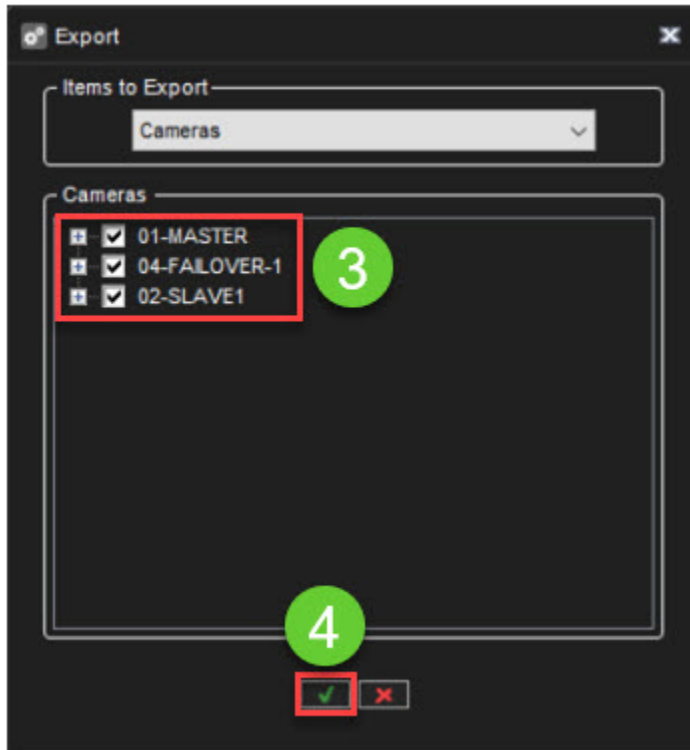 Export
Items to Export
Cameras
Cameras
01-MASTER
04-FAILOVER-1
02-SLAVE1
3
4